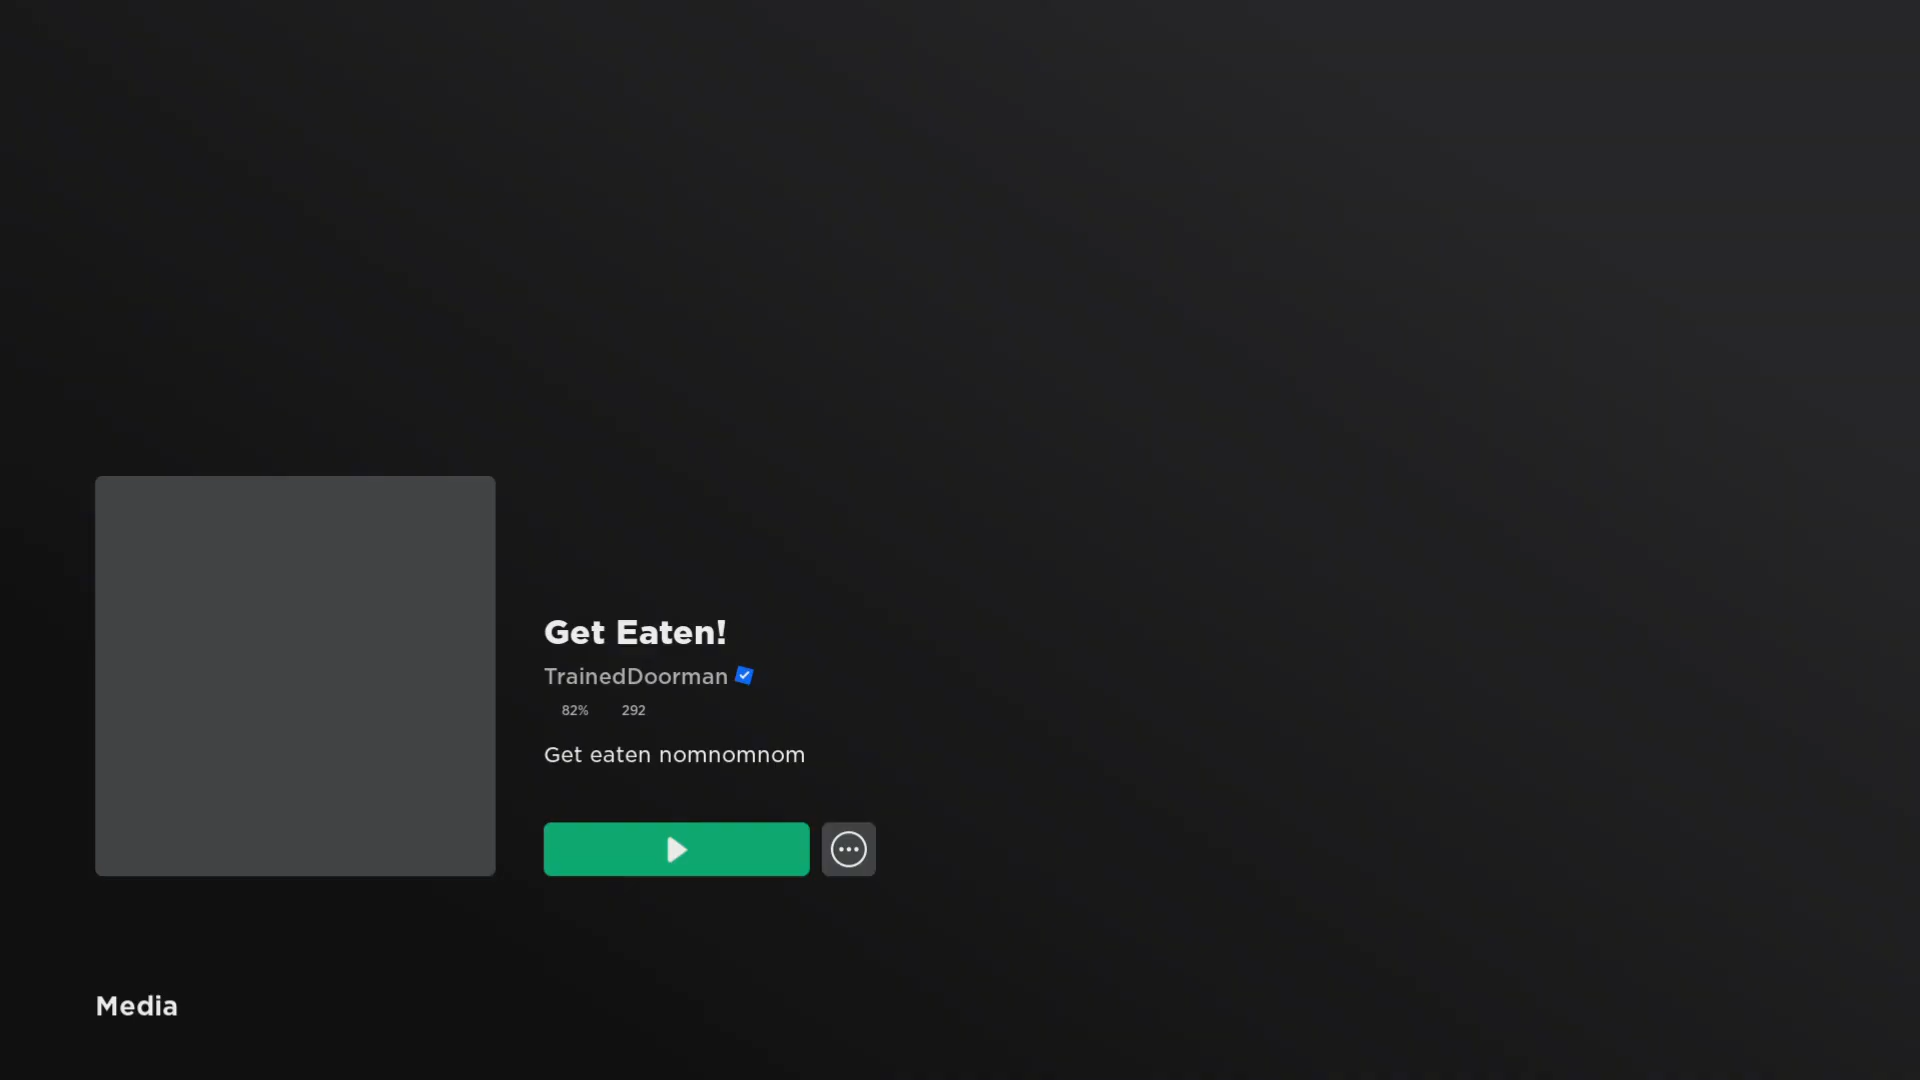 Get Eaten!
TrainedDoorman
82% 292
Get eaten nomnomnom
Media